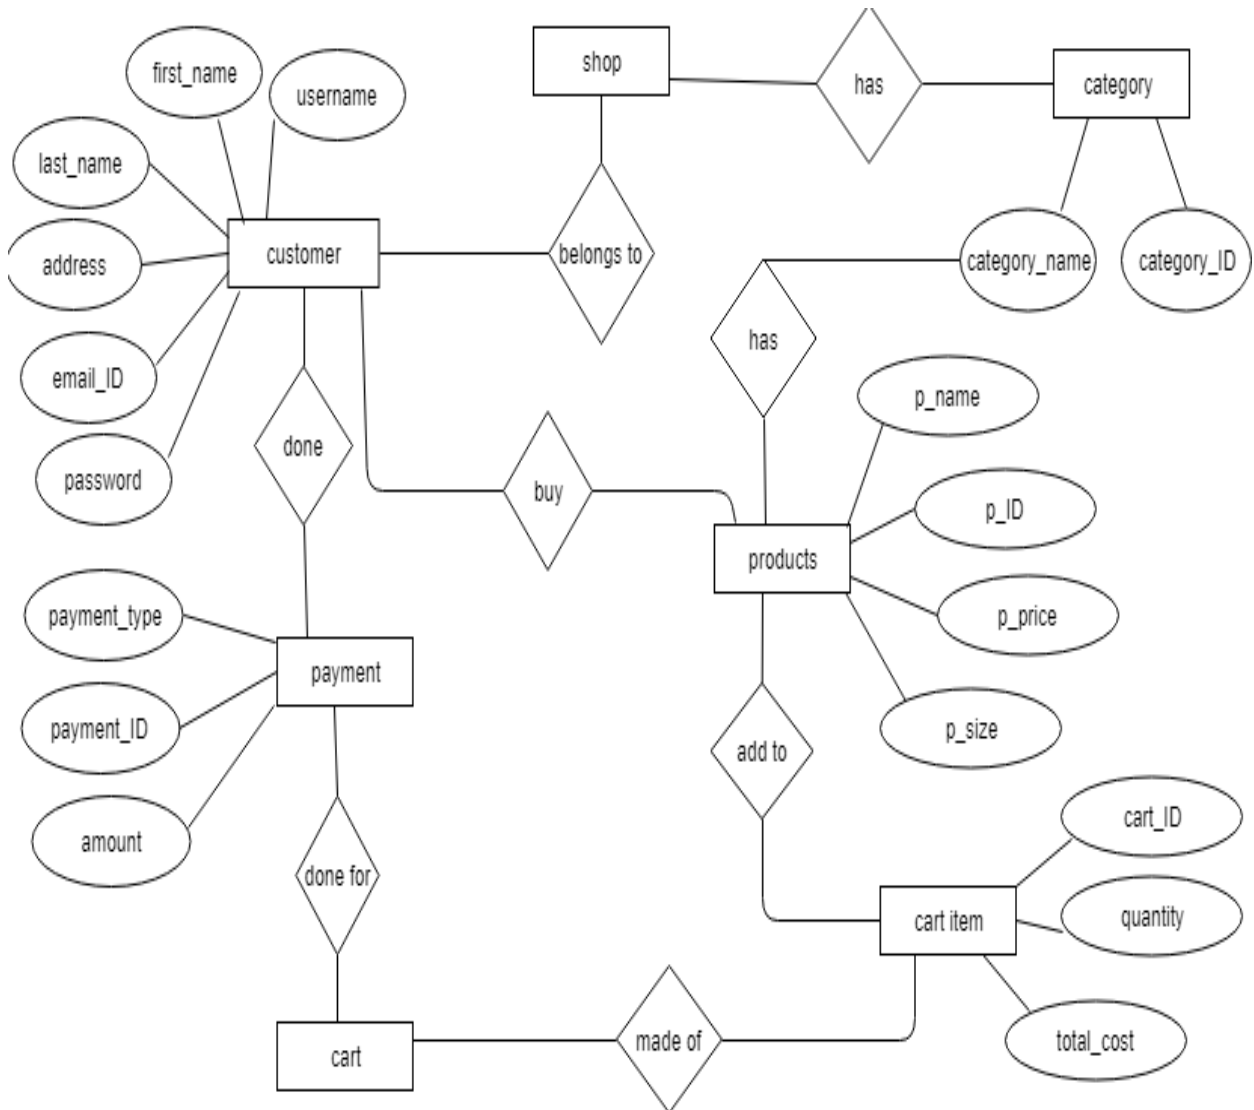 shop
has
category
first_name
username
last_name
address
customer
belongs to
category_name
category_ID
email_ID
has
password
done
buy
p_name
p_ID
products
p_price
p_size
payment_type
payment
payment_ID
amount
add to
done for
cart_ID
cart item
quantity
total_cost
cart
made of